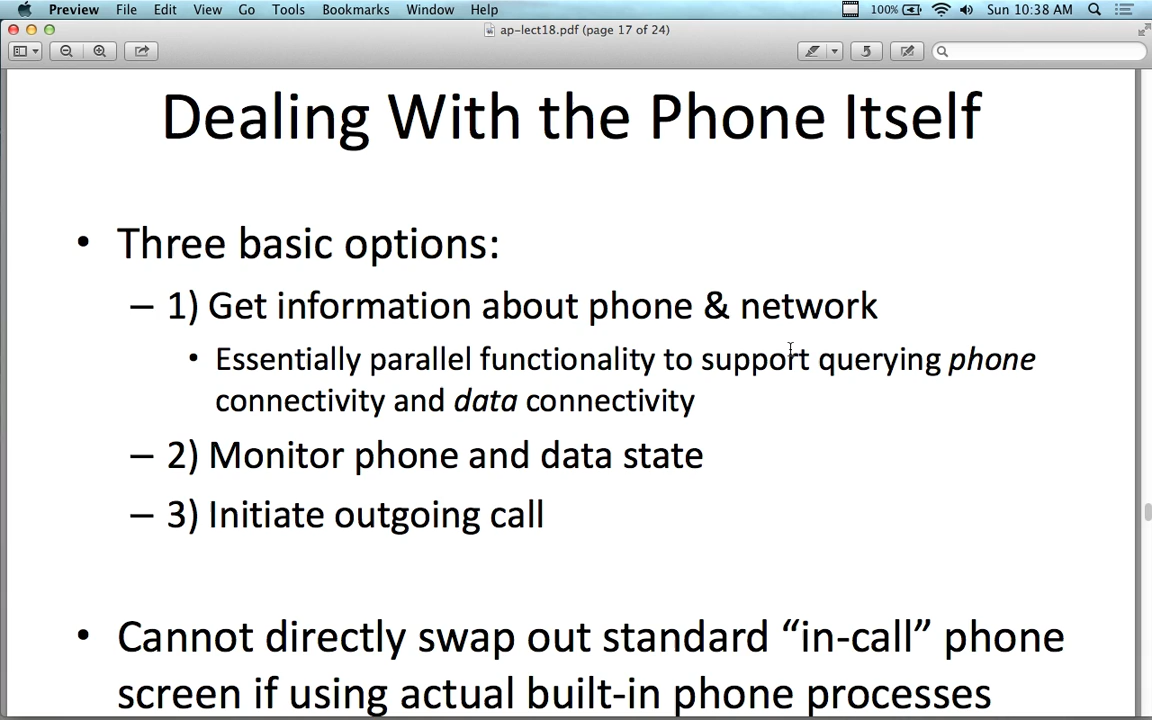 Preview File Edit View Go Tools Bookmarks Window Help 100% Sun 10:38 AM
ap-lect18.pdf (page 17 of 24)
Dealing With the Phone Itself
• Three basic options:
– 1) Get information about phone & network
• Essentially parallel functionality to support querying phone
connectivity and data connectivity
– 2) Monitor phone and data state
– 3) Initiate outgoing call
• Cannot directly swap out standard “in-call” phone
screen if using actual built-in phone processes